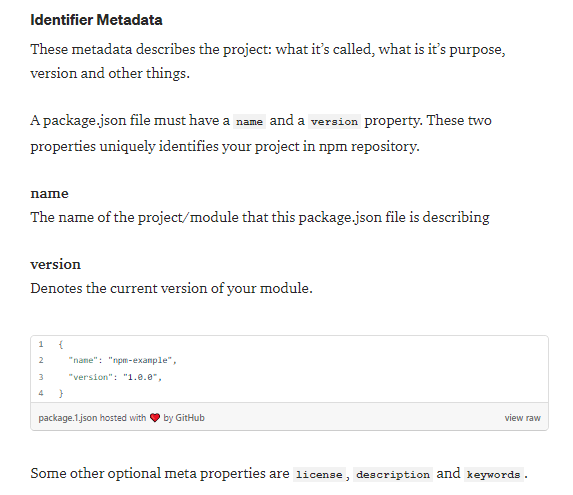 Identifier Metadata
These metadata describes the project: what it's called, what is it's purpose,
version and other things.
A package.json file must have a name and a version property. These two
properties uniquely identifies your project in npm repository.
name
The name of the project/module that this package.json file is describing
version
Denotes the current version of your module.
1 {
2 "name": "npm-example",
3 "version": "1.0.0",
4 }
package.1.json hosted with ❤ by GitHub view raw
Some other optional meta properties are license, description and keywords.